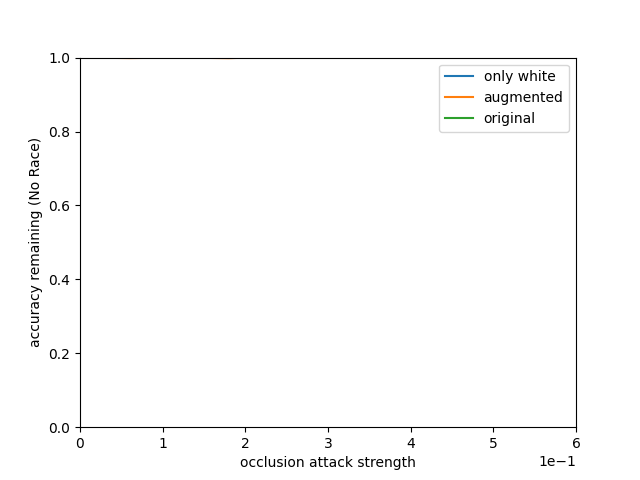 1.0
0.8
0.6
0.4
0.2
0.0
accuracy remaining (No Race)
only white
augmented
original
0 1 2 3 4 5 6
1e−1
occlusion attack strength